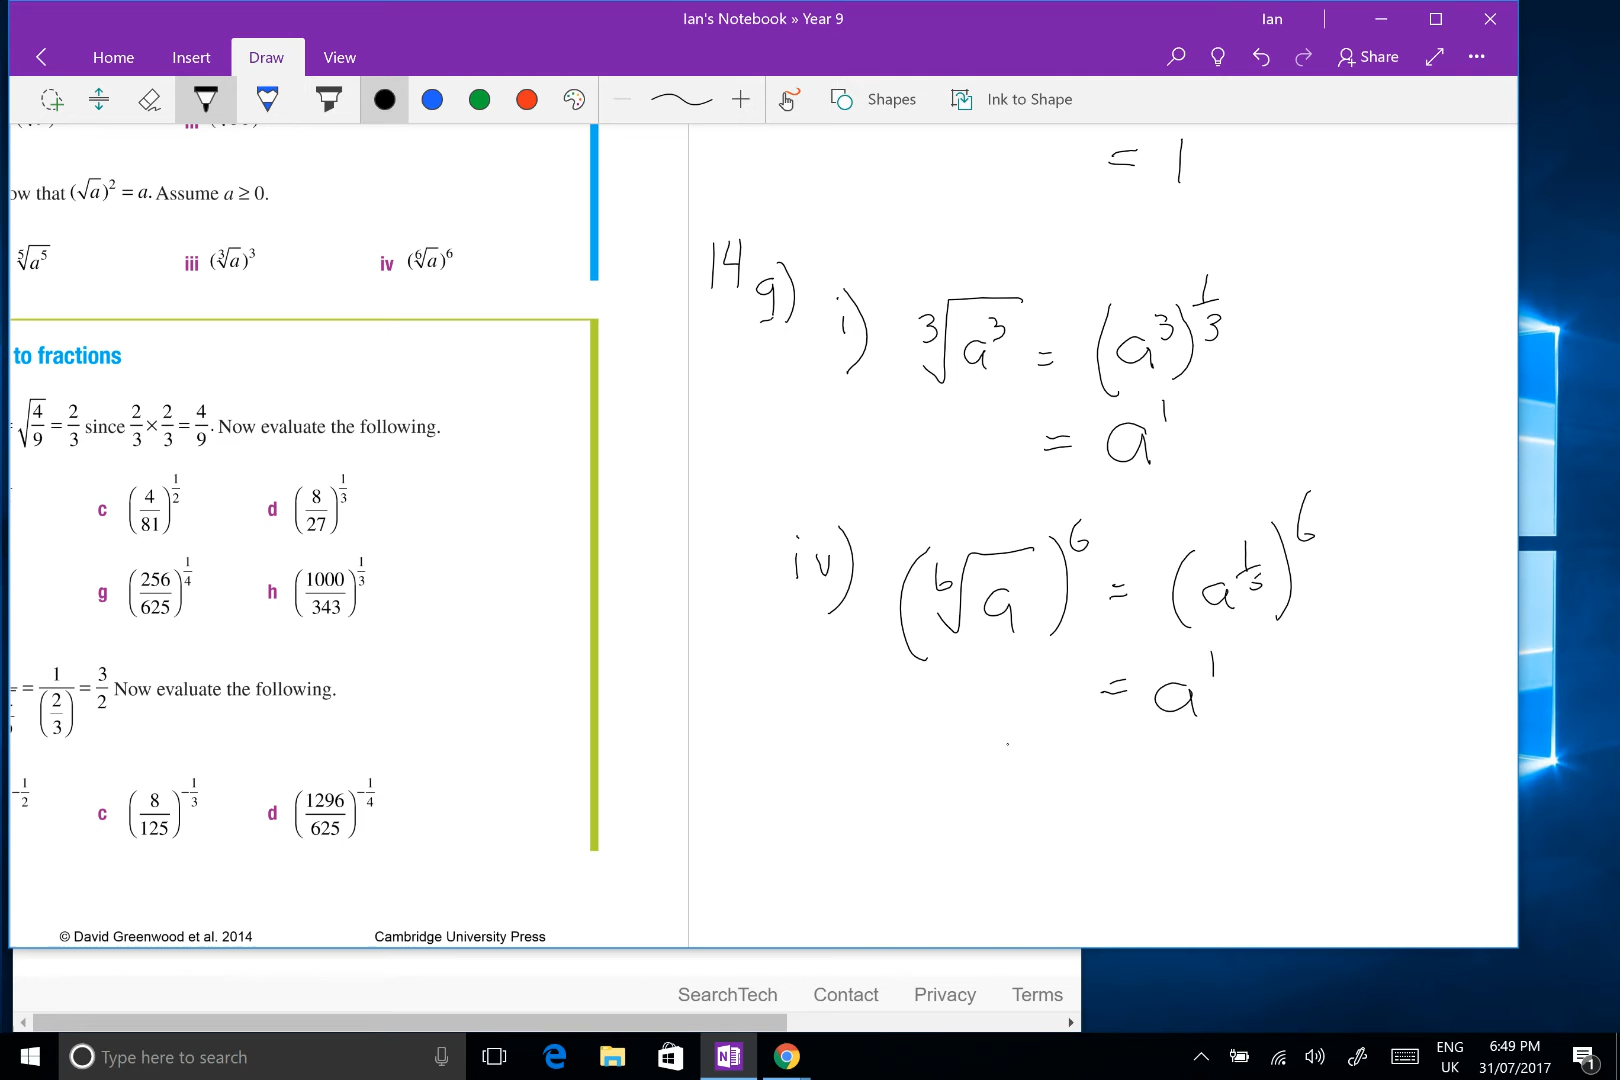 Ian's Notebook » Year 9
Ian
Home Insert Draw View
Share
Shapes Ink to Shape
ow that (√a)² = a. Assume a ≥ 0.
⁵√a⁵ iii (³√a)³ iv (⁶√a)⁶
to fractions
√(4/9) = 2/3 since 2/3 × 2/3 = 4/9. Now evaluate the following.
c (4/81)^(1/2) d (8/27)^(1/3)
g (256/625)^(1/4) h (1000/343)^(1/3)
= 1/(2/3) = 3/2 Now evaluate the following.
c (8/125)^(-1/3) d (1296/625)^(-1/4)
© David Greenwood et al. 2014 Cambridge University Press
= 1
14 g) i) ³√a³ = (a³)^(1/3)
= a¹
iv) (⁶√a)⁶ = (a^(1/5))⁶
= a¹
SearchTech Contact Privacy Terms
Type here to search
ENG
UK
6:49 PM
31/07/2017
1